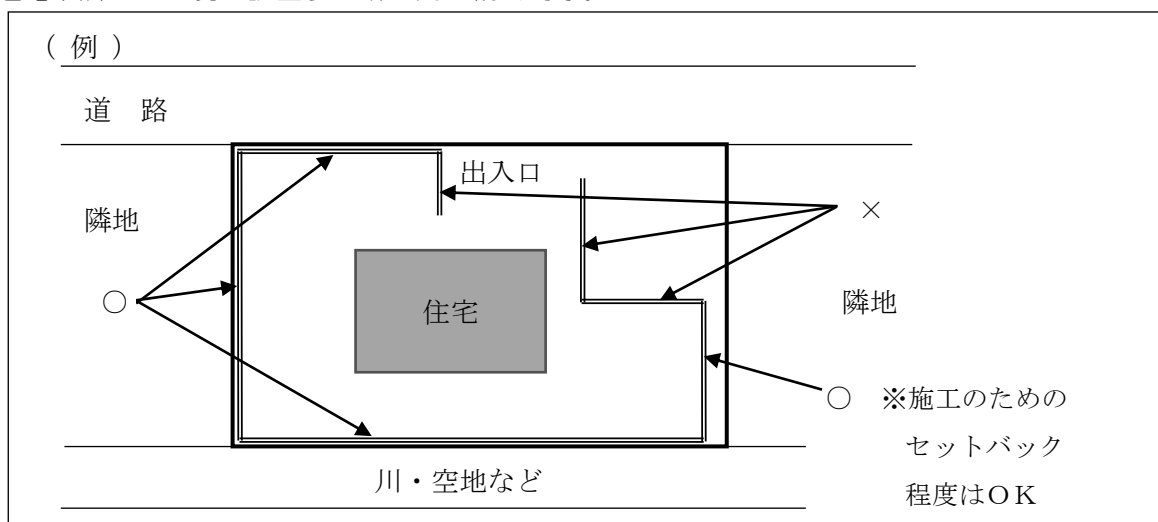 （ 例 ）
道　路
出入口
×
隣地
○
住宅
隣地
○　※施工のための
セットバック
程度はＯＫ
川・空地など